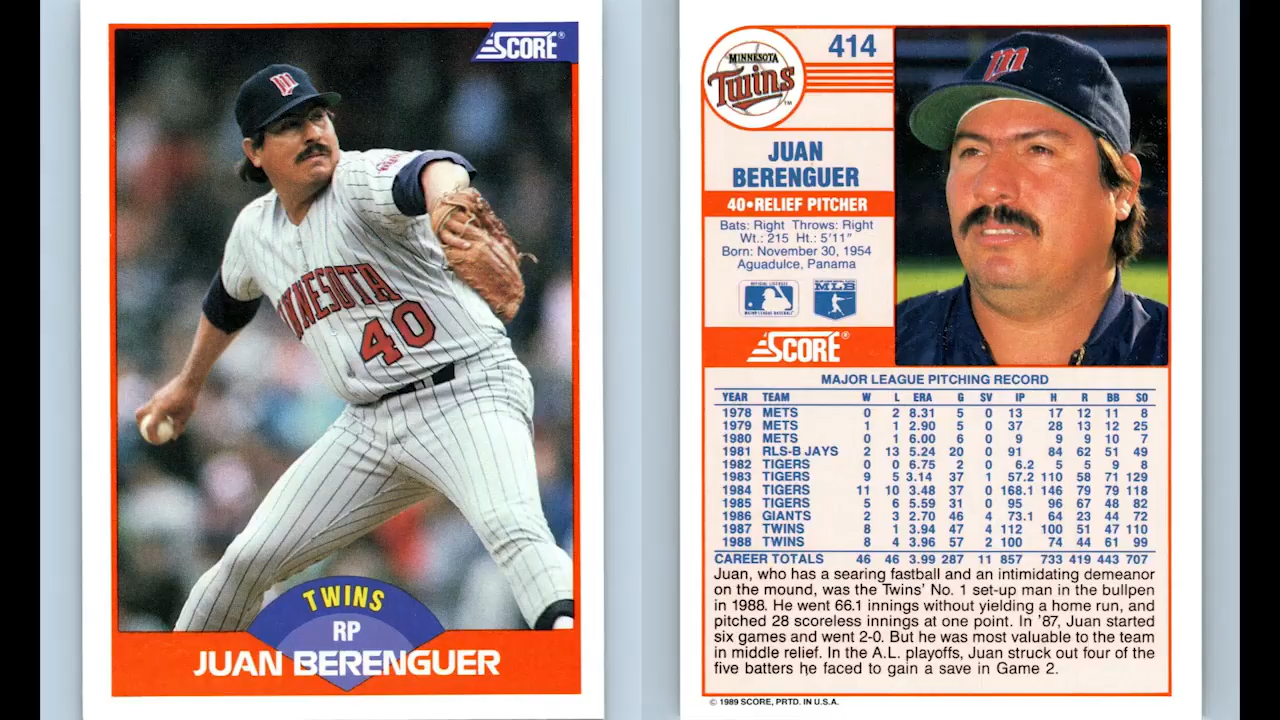 SCORE®
MINNESOTA
40
TWINS
RP
JUAN BERENGUER
MINNESOTA
Twins
TM
414
JUAN
BERENGUER
40•RELIEF PITCHER
Bats: Right Throws: Right
Wt.: 215 Ht.: 5'11"
Born: November 30, 1954
Aguadulce, Panama
MLB
SCORE®
m
MAJOR LEAGUE PITCHING RECORD
YEAR TEAM W L ERA G SV IP H R BB SO
1978 METS 0 2 8.31 5 0 13 17 12 11 8
1979 METS 1 1 2.90 5 0 37 28 13 12 25
1980 METS 0 1 6.00 6 0 9 9 9 10 7
1981 RLS-B JAYS 2 13 5.24 20 0 91 84 62 51 49
1982 TIGERS 0 0 6.75 2 0 6.2 5 5 9 8
1983 TIGERS 9 5 3.14 37 1 57.2 110 58 71 129
1984 TIGERS 11 10 3.48 37 0 168.1 146 79 79 118
1985 TIGERS 5 6 5.59 31 0 95 96 67 48 82
1986 GIANTS 2 3 2.70 46 4 73.1 64 23 44 72
1987 TWINS 8 1 3.94 47 4 112 100 51 47 110
1988 TWINS 8 4 3.96 57 2 100 74 44 61 99
CAREER TOTALS 46 46 3.99 287 11 857 733 419 443 707
Juan, who has a searing fastball and an intimidating demeanor
on the mound, was the Twins' No. 1 set-up man in the bullpen
in 1988. He went 66.1 innings without yielding a home run, and
pitched 28 scoreless innings at one point. In '87, Juan started
six games and went 2-0. But he was most valuable to the team
in middle relief. In the A.L. playoffs, Juan struck out four of the
five batters he faced to gain a save in Game 2.
© 1989 SCORE, PRTD. IN U.S.A.